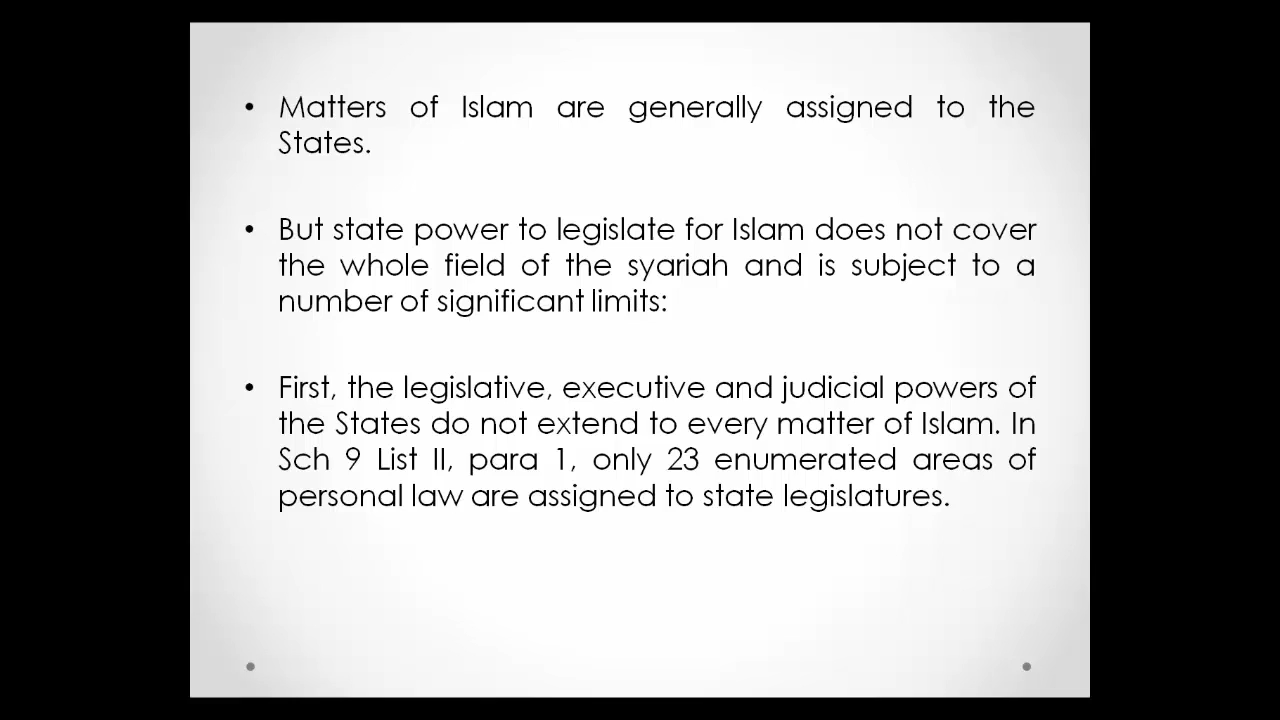 • Matters of Islam are generally assigned to the
States.
• But state power to legislate for Islam does not cover
the whole field of the syariah and is subject to a
number of significant limits:
• First, the legislative, executive and judicial powers of
the States do not extend to every matter of Islam. In
Sch 9 List II, para 1, only 23 enumerated areas of
personal law are assigned to state legislatures.